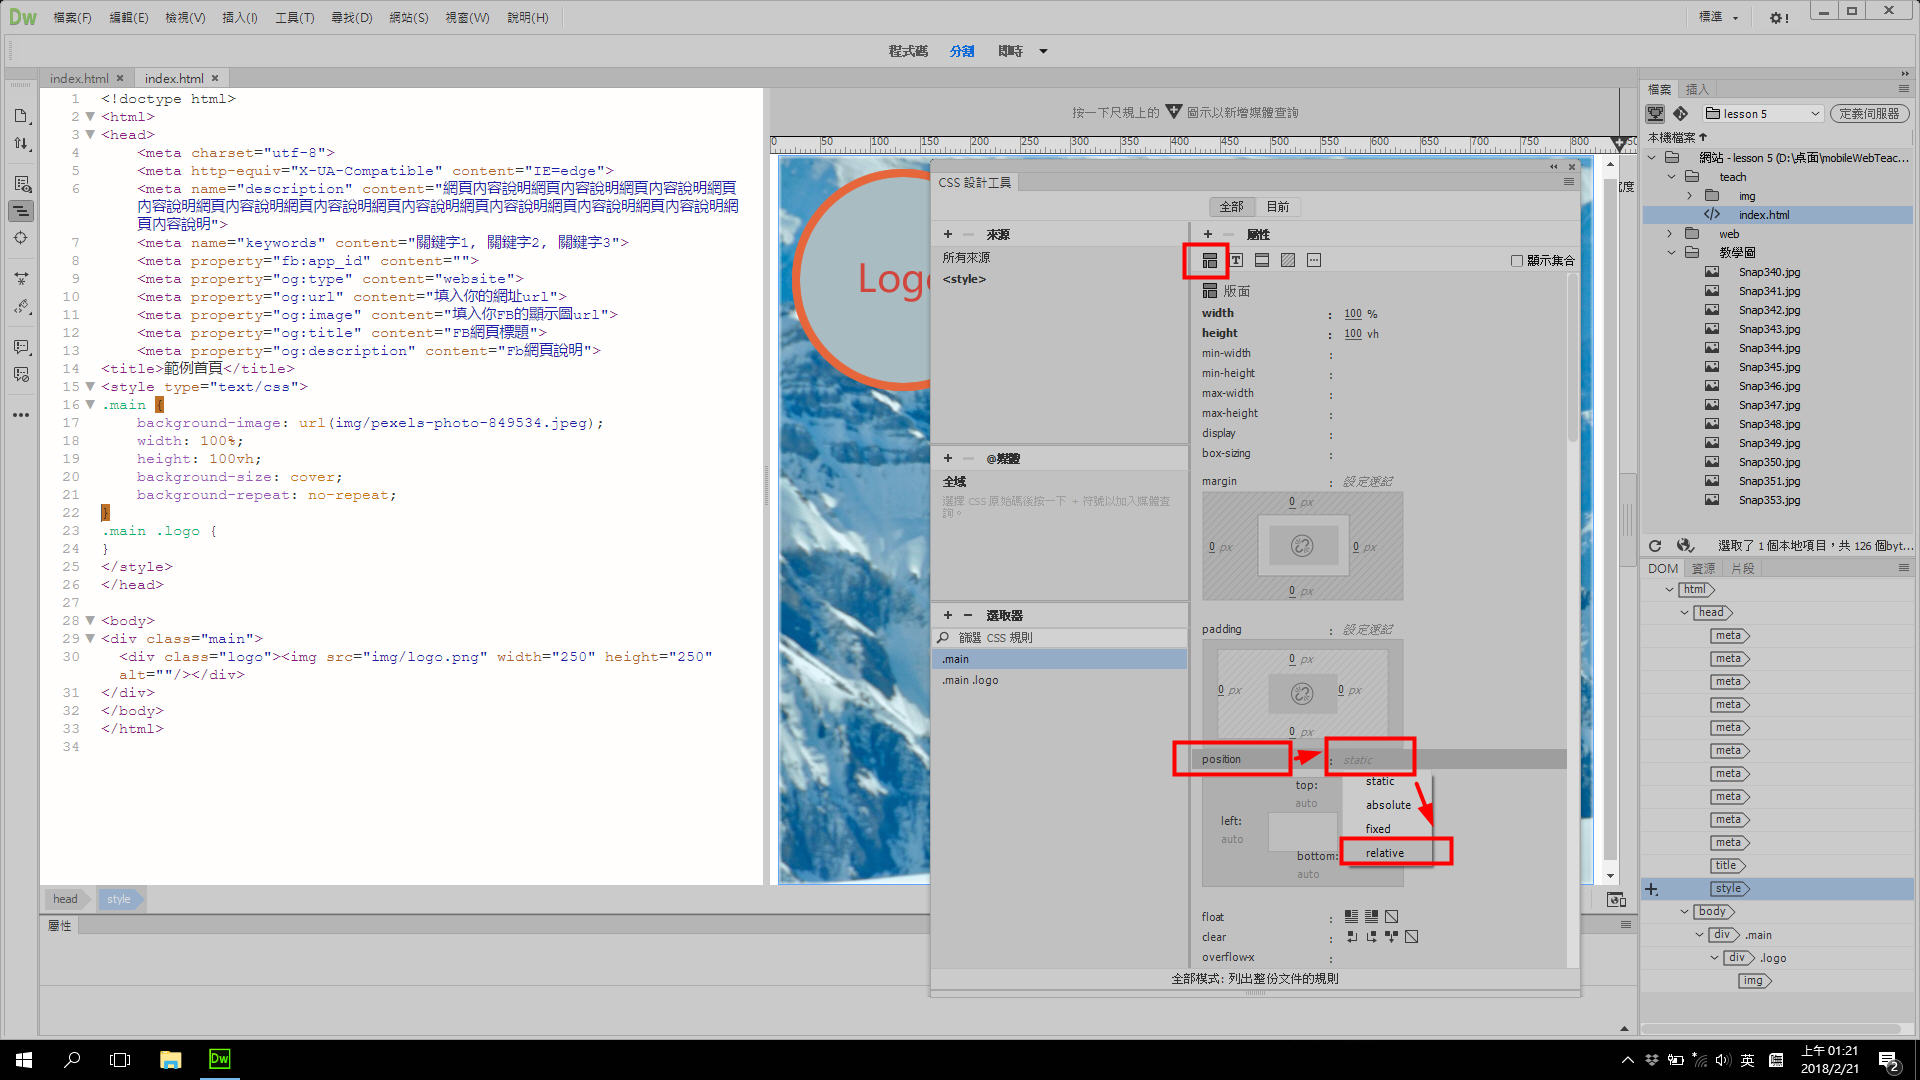 Dw 檔案(F) 編輯(E) 檢視(V) 插入(I) 工具(T) 尋找(D) 網站(S) 視窗(W) 說明(H) 標準
程式碼 分割 即時
index.html × index.html ×
1 <!doctype html>
2 <html>
3 <head>
4 <meta charset="utf-8">
5 <meta http-equiv="X-UA-Compatible" content="IE=edge">
6 <meta name="description" content="網頁內容說明網頁內容說明網頁內容說明網頁
內容說明網頁內容說明網頁內容說明網頁內容說明網頁內容說明網頁內容說明網頁內容說明網
頁內容說明">
7 <meta name="keywords" content="關鍵字1, 關鍵字2, 關鍵字3">
8 <meta property="fb:app_id" content="">
9 <meta property="og:type" content="website">
10 <meta property="og:url" content="填入你的網址url">
11 <meta property="og:image" content="填入你FB的顯示圖url">
12 <meta property="og:title" content="FB網頁標題">
13 <meta property="og:description" content="Fb網頁說明">
14 <title>範例首頁</title>
15 <style type="text/css">
16 .main {
17 background-image: url(img/pexels-photo-849534.jpeg);
18 width: 100%;
19 height: 100vh;
20 background-size: cover;
21 background-repeat: no-repeat;
22 }
23 .main .logo {
24 }
25 </style>
26 </head>
27
28 <body>
29 <div class="main">
30 <div class="logo"><img src="img/logo.png" width="250" height="250"
alt=""/></div>
31 </div>
32 </body>
33 </html>
34
head style
屬性
按一下尺規上的 圖示以新增媒體查詢
0 50 100 150 200 250 300 350 400 450 500 550 600 650 700 750 800
Logo
CSS 設計工具
全部 目前
+ − 來源
所有來源
<style>
+ − @媒體
全域
選擇 CSS 原始碼後按一下 + 符號以加入媒體查
詢。
+ − 選取器
篩選 CSS 規則
.main
.main .logo
+ − 屬性
T 顯示集合
版面
width : 100 %
height : 100 vh
min-width :
min-height :
max-width :
max-height :
display :
box-sizing :
margin : 設定速記
0 px
0 px 0 px
0 px
padding : 設定速記
0 px
0 px 0 px
0 px
position : static
top: static
auto absolute
left: fixed
auto relative
bottom:
auto
float :
clear :
overflow-x :
全部模式: 列出整份文件的規則
檔案 插入
lesson 5 定義伺服器
本機檔案
網站 - lesson 5 (D:\桌面\mobileWebTeac...
teach
img
index.html
web
教學圖
Snap340.jpg
Snap341.jpg
Snap342.jpg
Snap343.jpg
Snap344.jpg
Snap345.jpg
Snap346.jpg
Snap347.jpg
Snap348.jpg
Snap349.jpg
Snap350.jpg
Snap351.jpg
Snap353.jpg
選取了 1 個本地項目，共 126 個byt...
DOM 資源 片段
html
head
meta
meta
meta
meta
meta
meta
meta
meta
meta
meta
title
style
body
div .main
div .logo
img
Dw 英 上午 01:21
2018/2/21 2